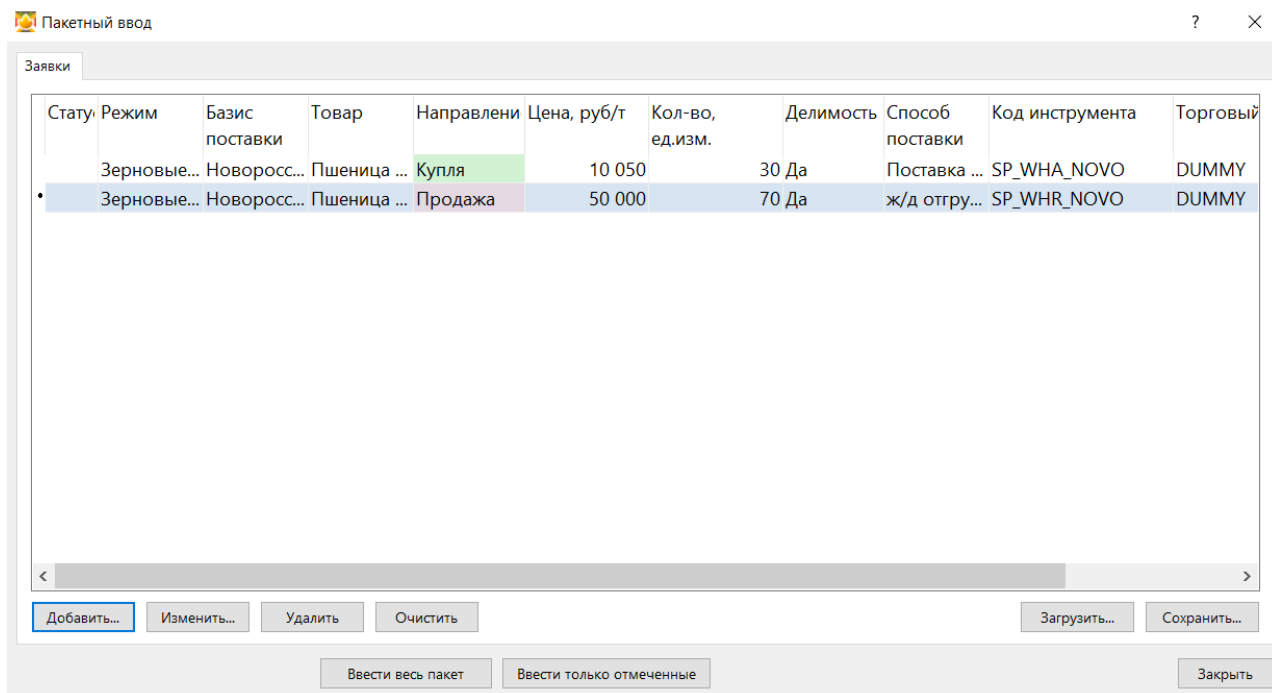 Пакетный ввод ?
Заявки
Стату Режим Базис поставки Товар Направлени Цена, руб/т Кол-во, ед.изм. Делимость Способ поставки Код инструмента Торговый
Зерновые... Новоросс... Пшеница ... Купля 10 050 30 Да Поставка ... SP_WHA_NOVO DUMMY
Зерновые... Новоросс... Пшеница ... Продажа 50 000 70 Да ж/д отгру... SP_WHR_NOVO DUMMY
Добавить... Изменить... Удалить Очистить Загрузить... Сохранить...
Ввести весь пакет Ввести только отмеченные Закрыть